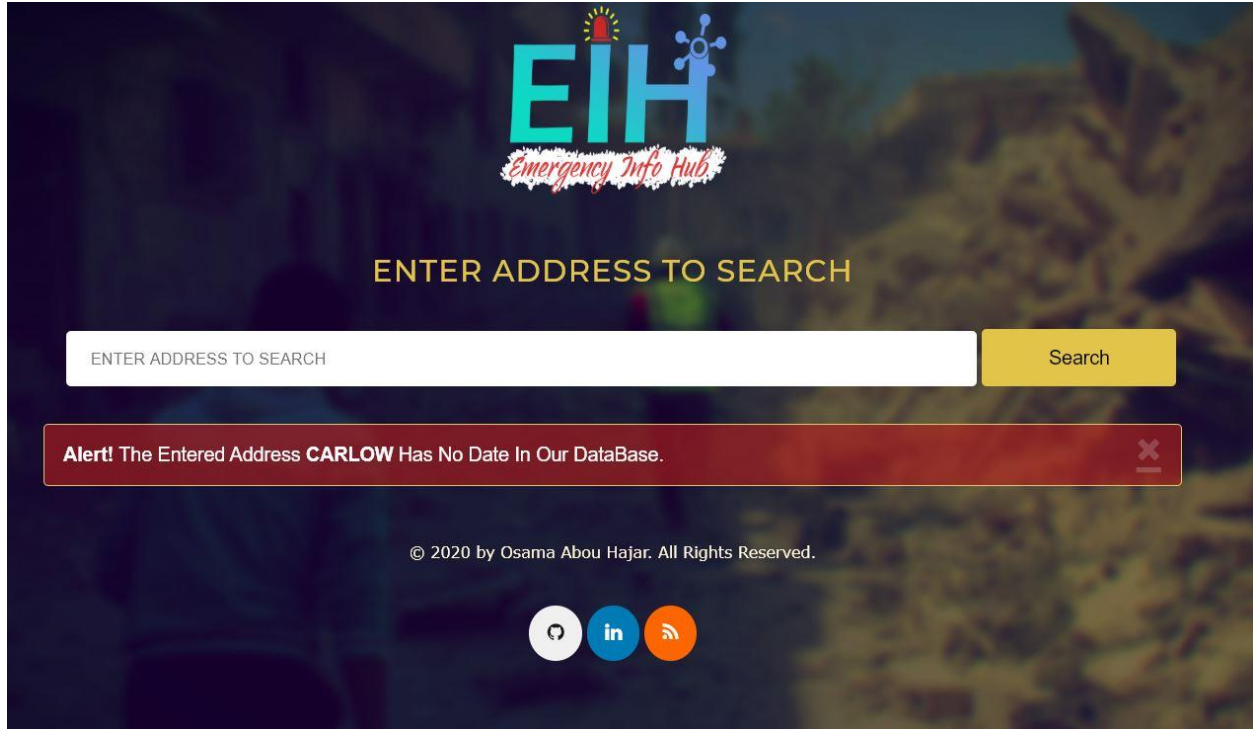 EIH
Emergency Info Hub
ENTER ADDRESS TO SEARCH
ENTER ADDRESS TO SEARCH
Search
Alert! The Entered Address CARLOW Has No Date In Our DataBase.
© 2020 by Osama Abou Hajar. All Rights Reserved.
in